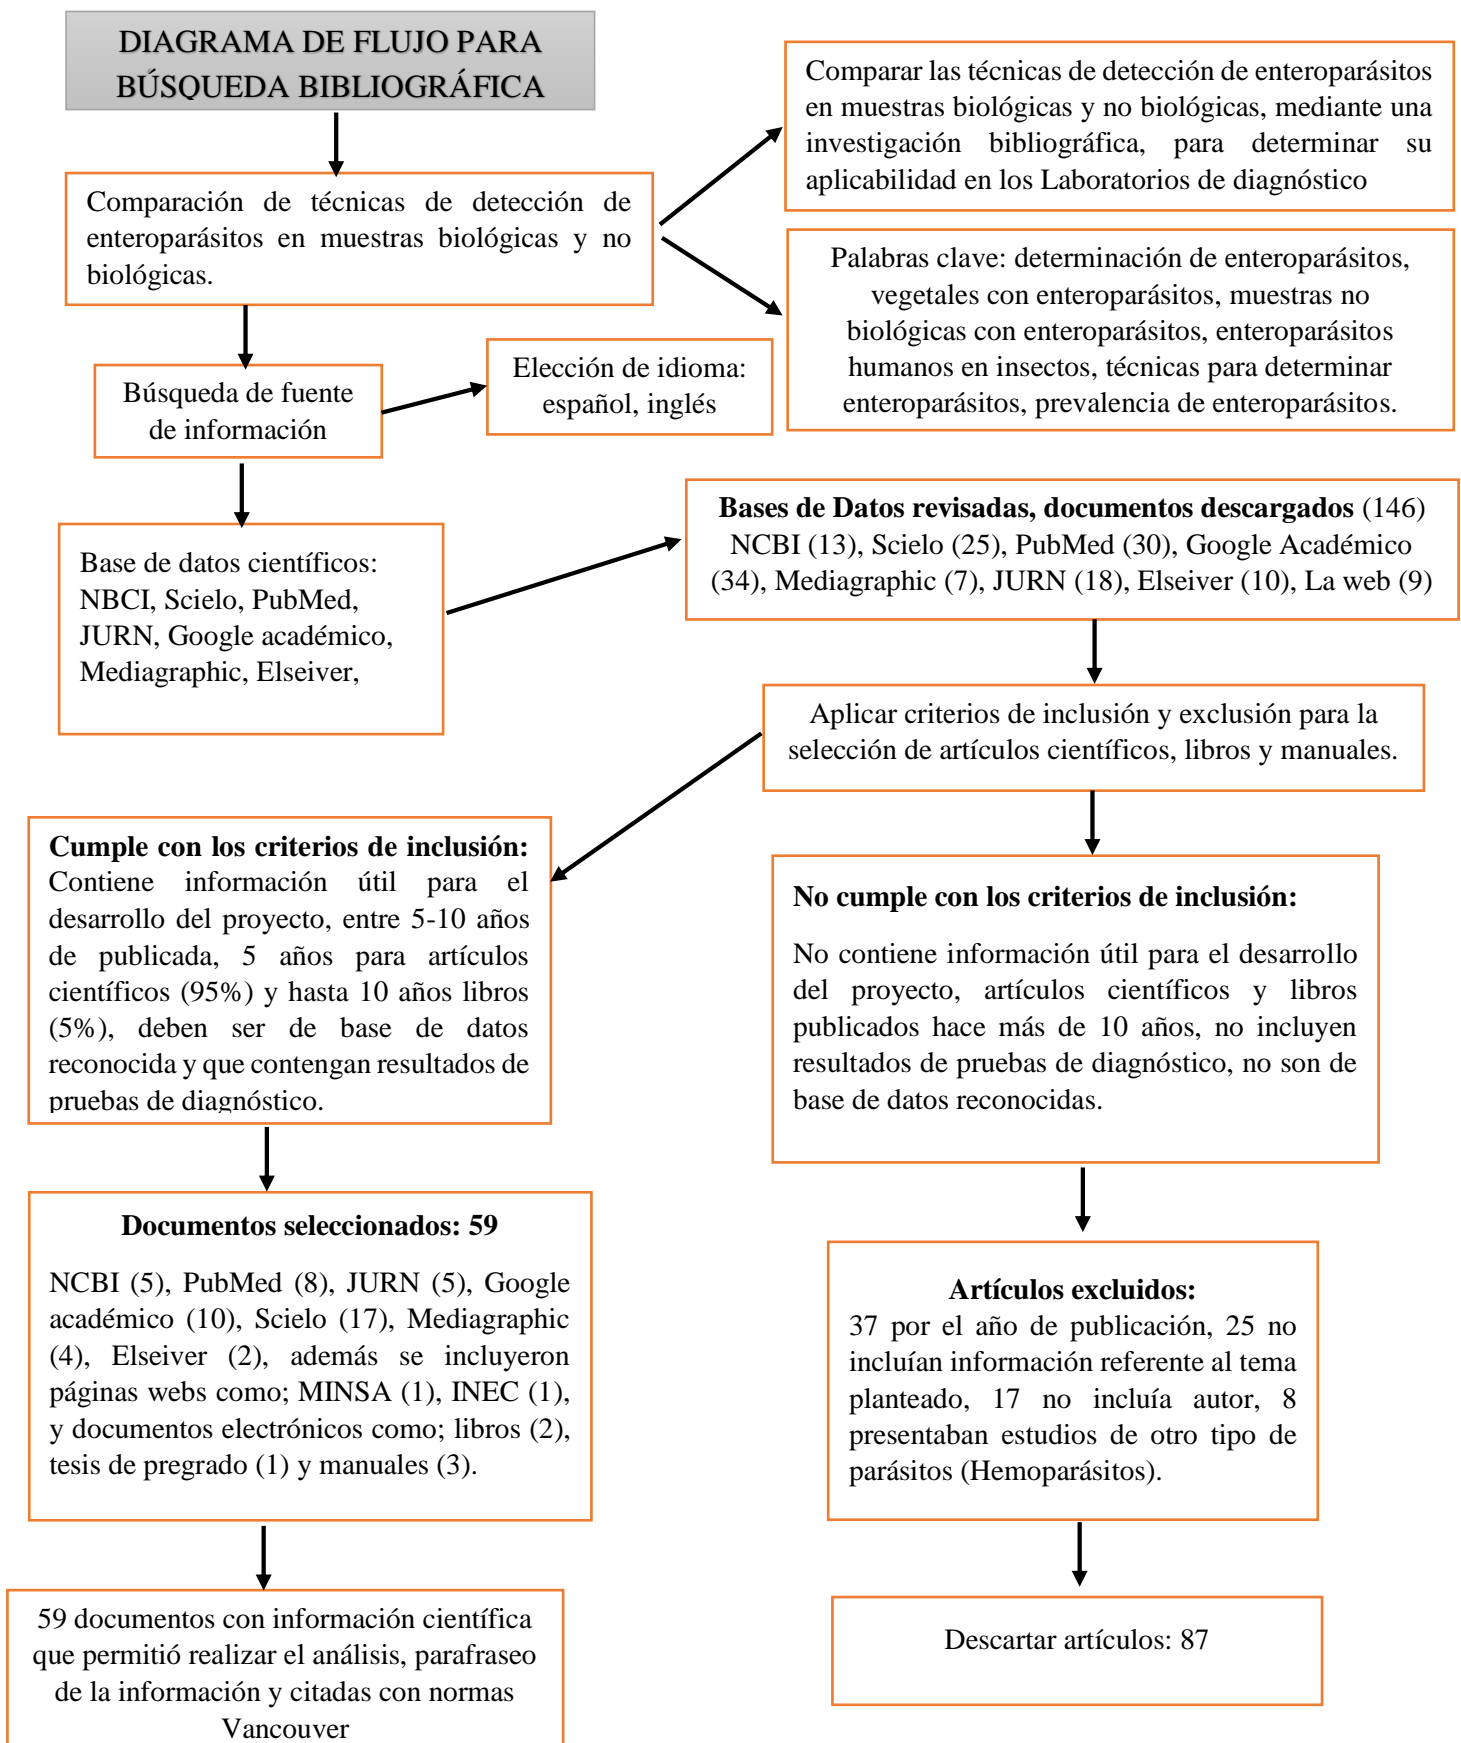 DIAGRAMA DE FLUJO PARA
BÚSQUEDA BIBLIOGRÁFICA
Comparar las técnicas de detección de enteroparásitos
en muestras biológicas y no biológicas, mediante una
investigación bibliográfica, para determinar su
aplicabilidad en los Laboratorios de diagnóstico
Comparación de técnicas de detección de
enteroparásitos en muestras biológicas y no
biológicas.
Palabras clave: determinación de enteroparásitos,
vegetales con enteroparásitos, muestras no
biológicas con enteroparásitos, enteroparásitos
humanos en insectos, técnicas para determinar
enteroparásitos, prevalencia de enteroparásitos.
Búsqueda de fuente
de información
Elección de idioma:
español, inglés
Base de datos científicos:
NBCI, Scielo, PubMed,
JURN, Google académico,
Mediagraphic, Elseiver,
Bases de Datos revisadas, documentos descargados (146)
NCBI (13), Scielo (25), PubMed (30), Google Académico
(34), Mediagraphic (7), JURN (18), Elseiver (10), La web (9)
Aplicar criterios de inclusión y exclusión para la
selección de artículos científicos, libros y manuales.
Cumple con los criterios de inclusión:
Contiene información útil para el
desarrollo del proyecto, entre 5-10 años
de publicada, 5 años para artículos
científicos (95%) y hasta 10 años libros
(5%), deben ser de base de datos
reconocida y que contengan resultados de
pruebas de diagnóstico.
No cumple con los criterios de inclusión:
No contiene información útil para el desarrollo
del proyecto, artículos científicos y libros
publicados hace más de 10 años, no incluyen
resultados de pruebas de diagnóstico, no son de
base de datos reconocidas.
Documentos seleccionados: 59
NCBI (5), PubMed (8), JURN (5), Google
académico (10), Scielo (17), Mediagraphic
(4), Elseiver (2), además se incluyeron
páginas webs como; MINSA (1), INEC (1),
y documentos electrónicos como; libros (2),
tesis de pregrado (1) y manuales (3).
Artículos excluidos:
37 por el año de publicación, 25 no
incluían información referente al tema
planteado, 17 no incluía autor, 8
presentaban estudios de otro tipo de
parásitos (Hemoparásitos).
59 documentos con información científica
que permitió realizar el análisis, parafraseo
de la información y citadas con normas
Vancouver
Descartar artículos: 87